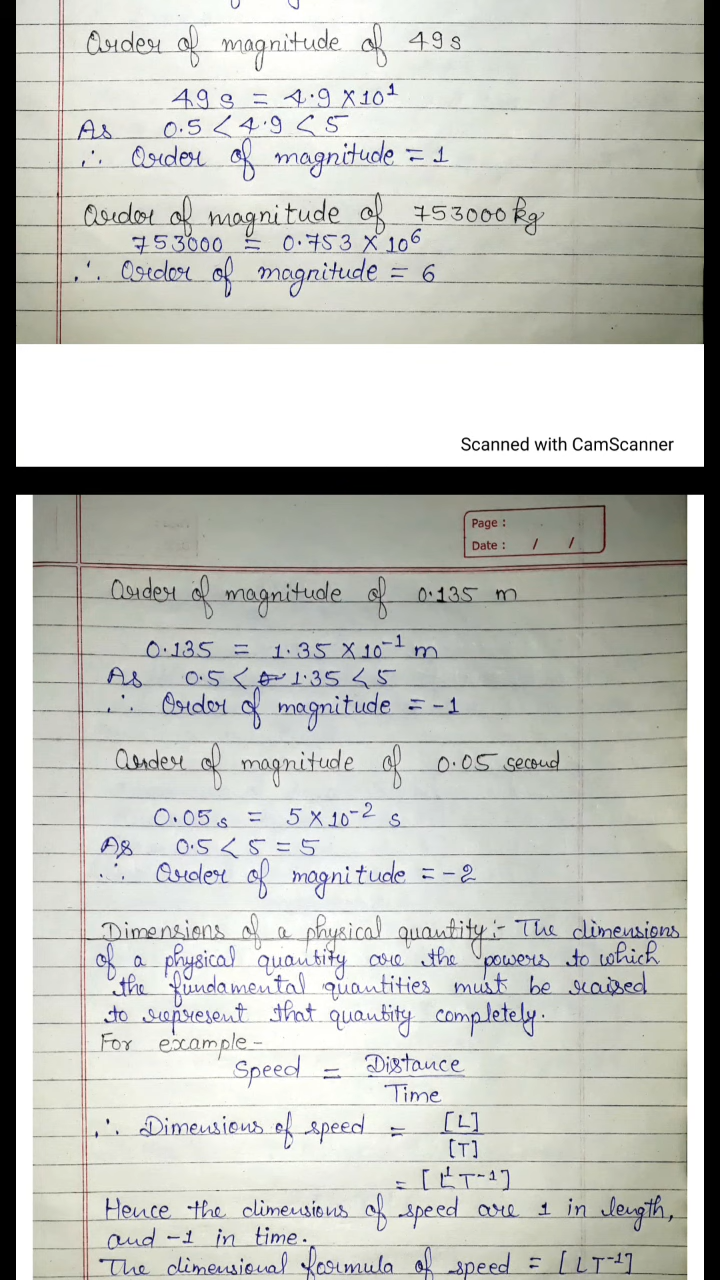 Order of magnitude of 49 s
49 s = 4.9 X 10¹
As 0.5 < 4.9 < 5
∴ Order of magnitude = 1
Order of magnitude of 753000 kg
753000 = 0.753 X 10⁶
∴ Order of magnitude = 6
Scanned with CamScanner
Page :
Date : / /
Order of magnitude of 0.135 m
0.135 = 1.35 X 10⁻¹ m
As 0.5 < 1.35 < 5
∴ Order of magnitude = -1
Order of magnitude of 0.05 second
0.05 s = 5 X 10⁻² s
As 0.5 < 5 = 5
∴ Order of magnitude = -2
Dimensions of a physical quantity :- The dimensions
of a physical quantity are the powers to which
the fundamental quantities must be raised
to represent that quantity completely.
For example -
Speed = Distance
Time
∴ Dimensions of speed = [L]
[T]
= [L¹T⁻¹]
Hence the dimensions of speed are 1 in length,
and -1 in time.
The dimensional formula of speed = [LT⁻¹]